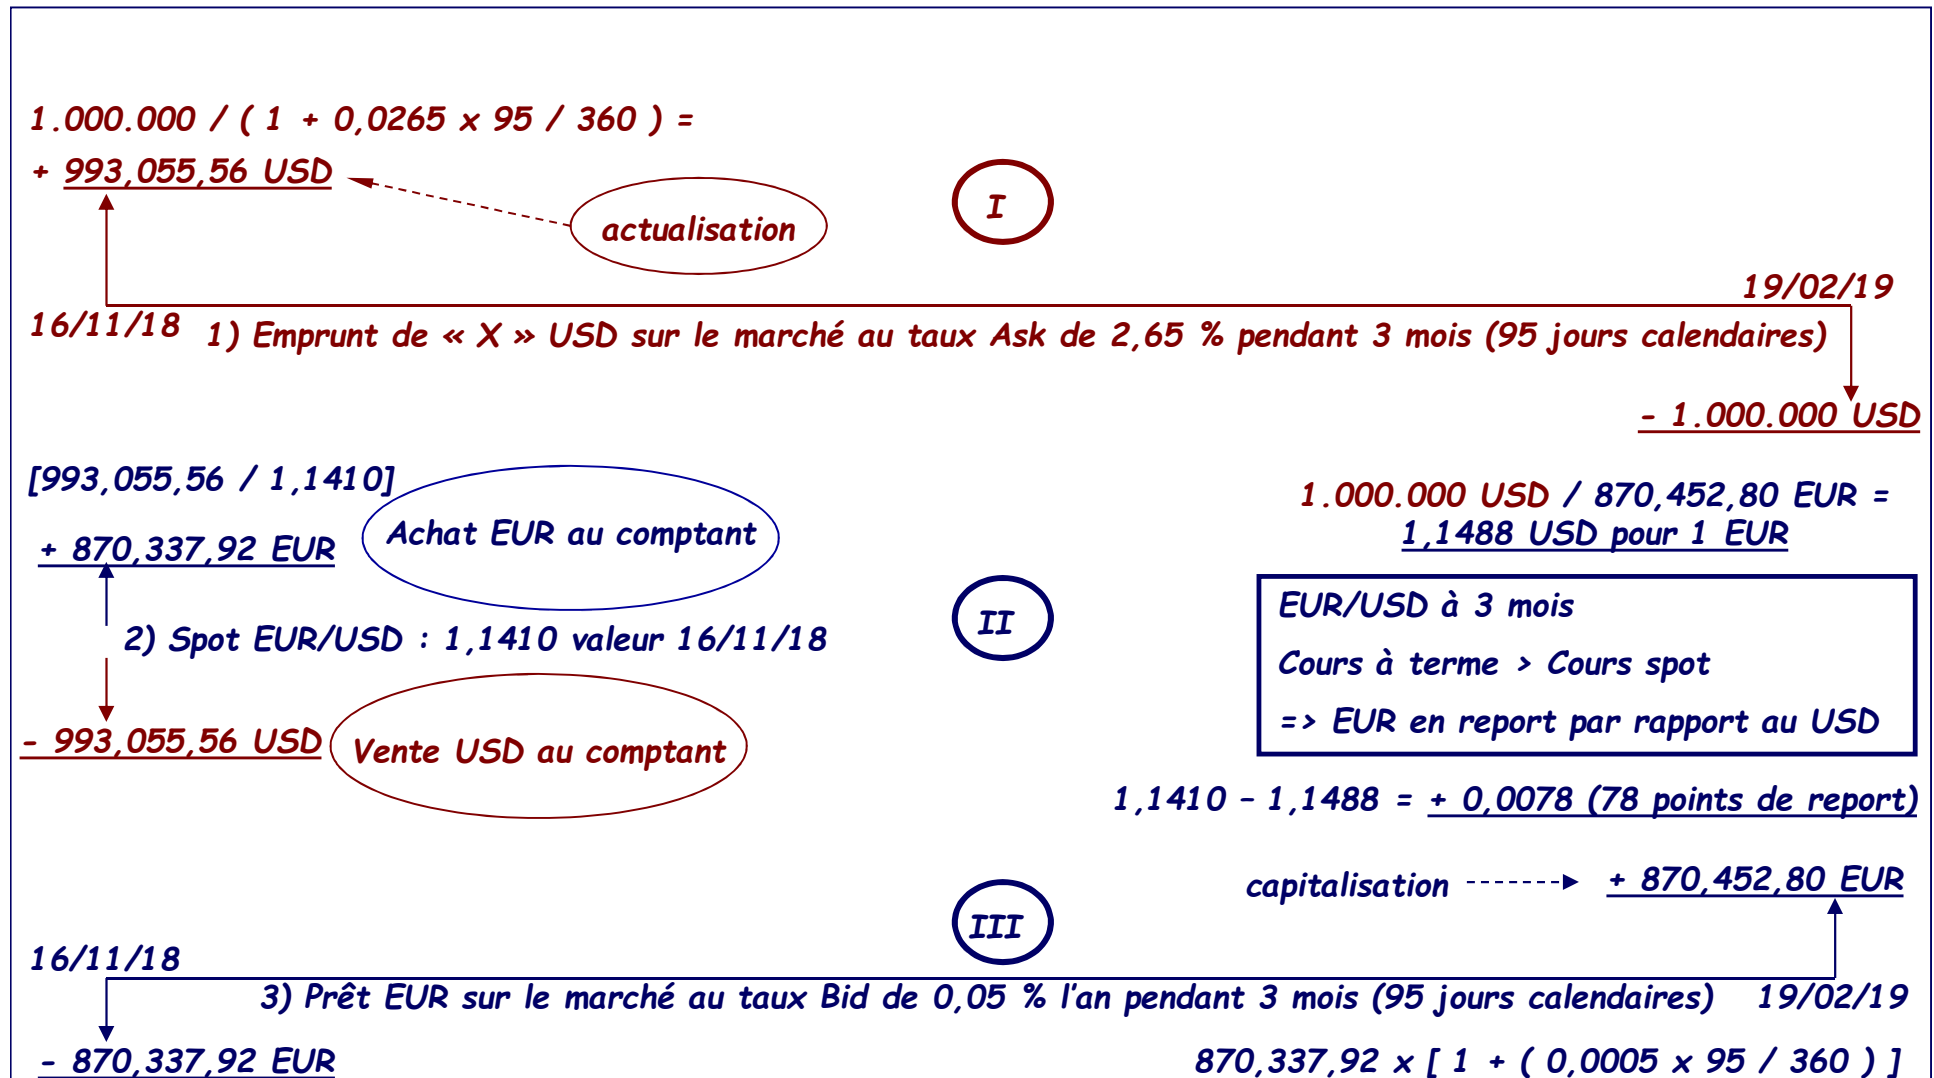 1.000.000 / ( 1 + 0,0265 x 95 / 360 ) =
+ 993,055,56 USD
actualisation
I
19/02/19
16/11/18
1) Emprunt de « X » USD sur le marché au taux Ask de 2,65 % pendant 3 mois (95 jours calendaires)
- 1.000.000 USD
[993,055,56 / 1,1410]
+ 870,337,92 EUR
Achat EUR au comptant
1.000.000 USD / 870,452,80 EUR =
1,1488 USD pour 1 EUR
II
2) Spot EUR/USD : 1,1410 valeur 16/11/18
- 993,055,56 USD
Vente USD au comptant
EUR/USD à 3 mois
Cours à terme > Cours spot
=> EUR en report par rapport au USD
1,1410 – 1,1488 = + 0,0078 (78 points de report)
capitalisation
+ 870,452,80 EUR
III
16/11/18
3) Prêt EUR sur le marché au taux Bid de 0,05 % l'an pendant 3 mois (95 jours calendaires)
19/02/19
- 870,337,92 EUR
870,337,92 x [ 1 + ( 0,0005 x 95 / 360 ) ]